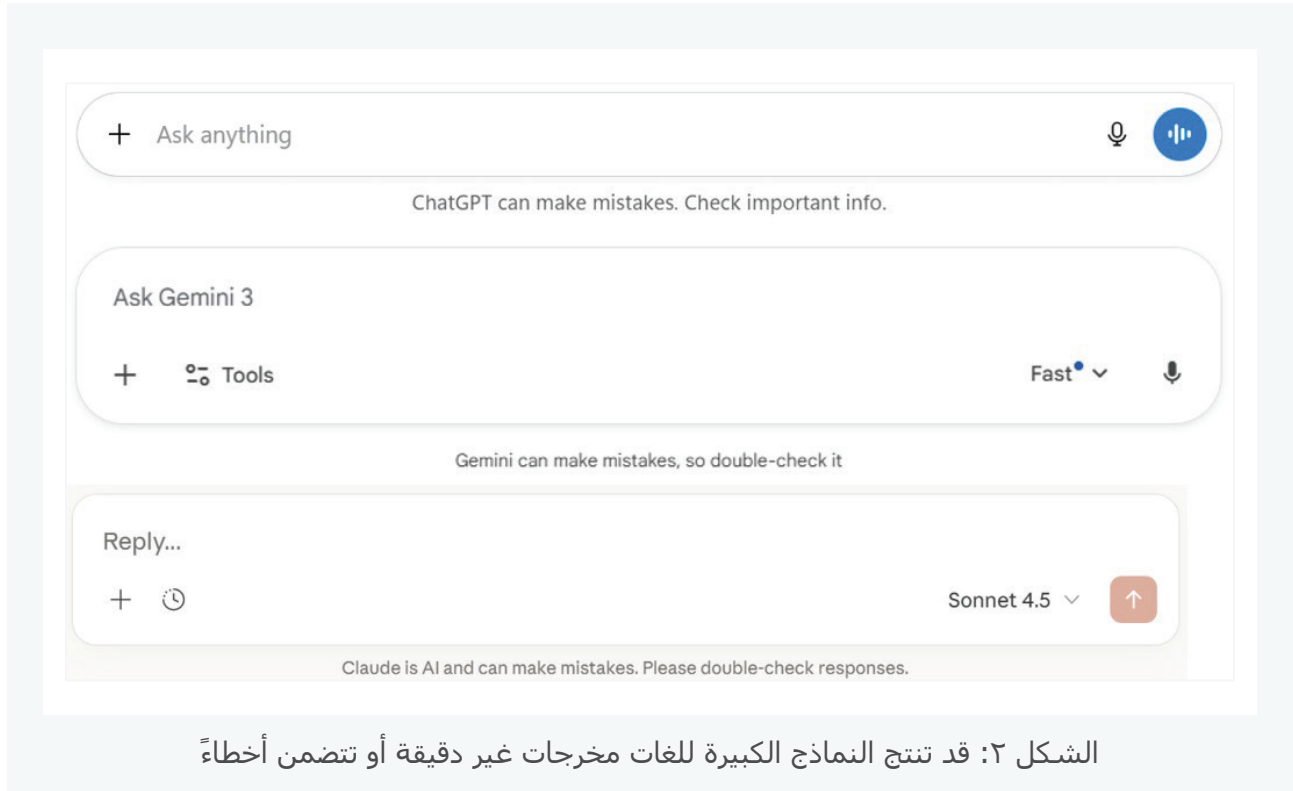 Ask anything
ChatGPT can make mistakes. Check important info.
Ask Gemini 3
Tools
Fast
Gemini can make mistakes, so double-check it
Reply...
Sonnet 4.5
Claude is AI and can make mistakes. Please double-check responses.
الشكل ٢: قد تنتج النماذج الكبيرة للغات مخرجات غير دقيقة أو تتضمن أخطاءً